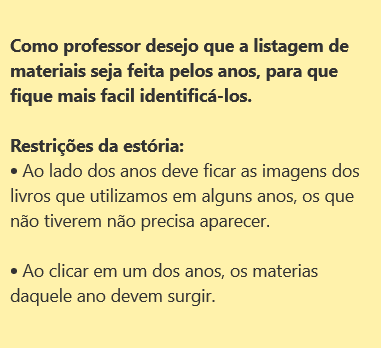 Como professor desejo que a listagem de
materiais seja feita pelos anos, para que
fique mais facil identificá-los.
Restrições da estória:
• Ao lado dos anos deve ficar as imagens dos
livros que utilizamos em alguns anos, os que
não tiverem não precisa aparecer.
• Ao clicar em um dos anos, os materias
daquele ano devem surgir.